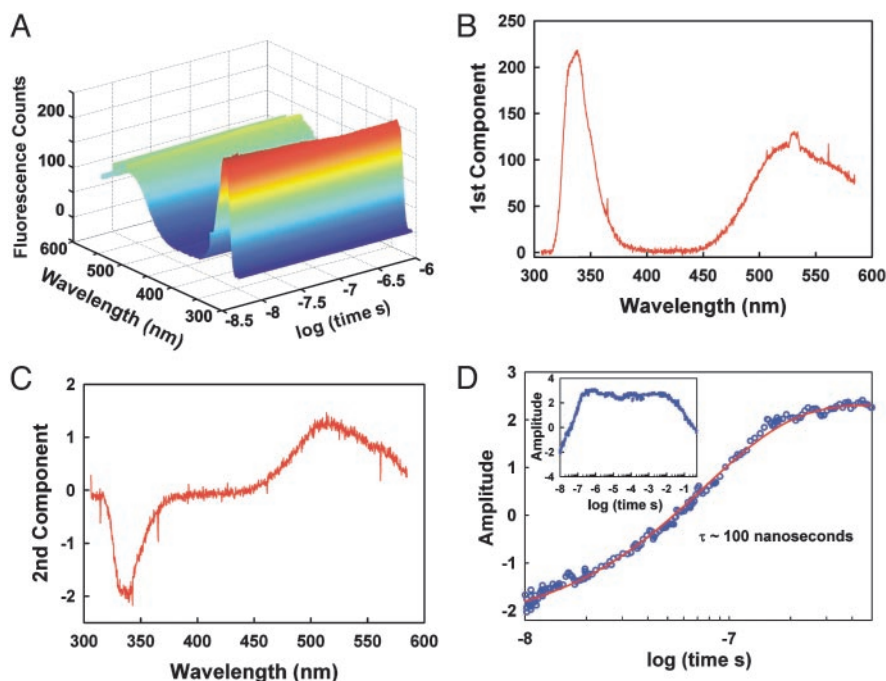 A
Fluorescence Counts
200
100
0
600
500
400
300
Wavelength (nm)
-8.5
-8
-7.5
-7
-6.5
-6
log (time s)
B
1st Component
250
200
150
100
50
0
300 350 400 450 500 550 600
Wavelength (nm)
C
2nd Component
2
1
0
-1
-2
300 350 400 450 500 550 600
Wavelength (nm)
D
Amplitude
3
2
1
0
-1
-2
Amplitude
4
2
0
-4
-8 -7 -6 -5 -4 -3 -2 -1
log (time s)
τ ~ 100 nanoseconds
-8 -7
log (time s)